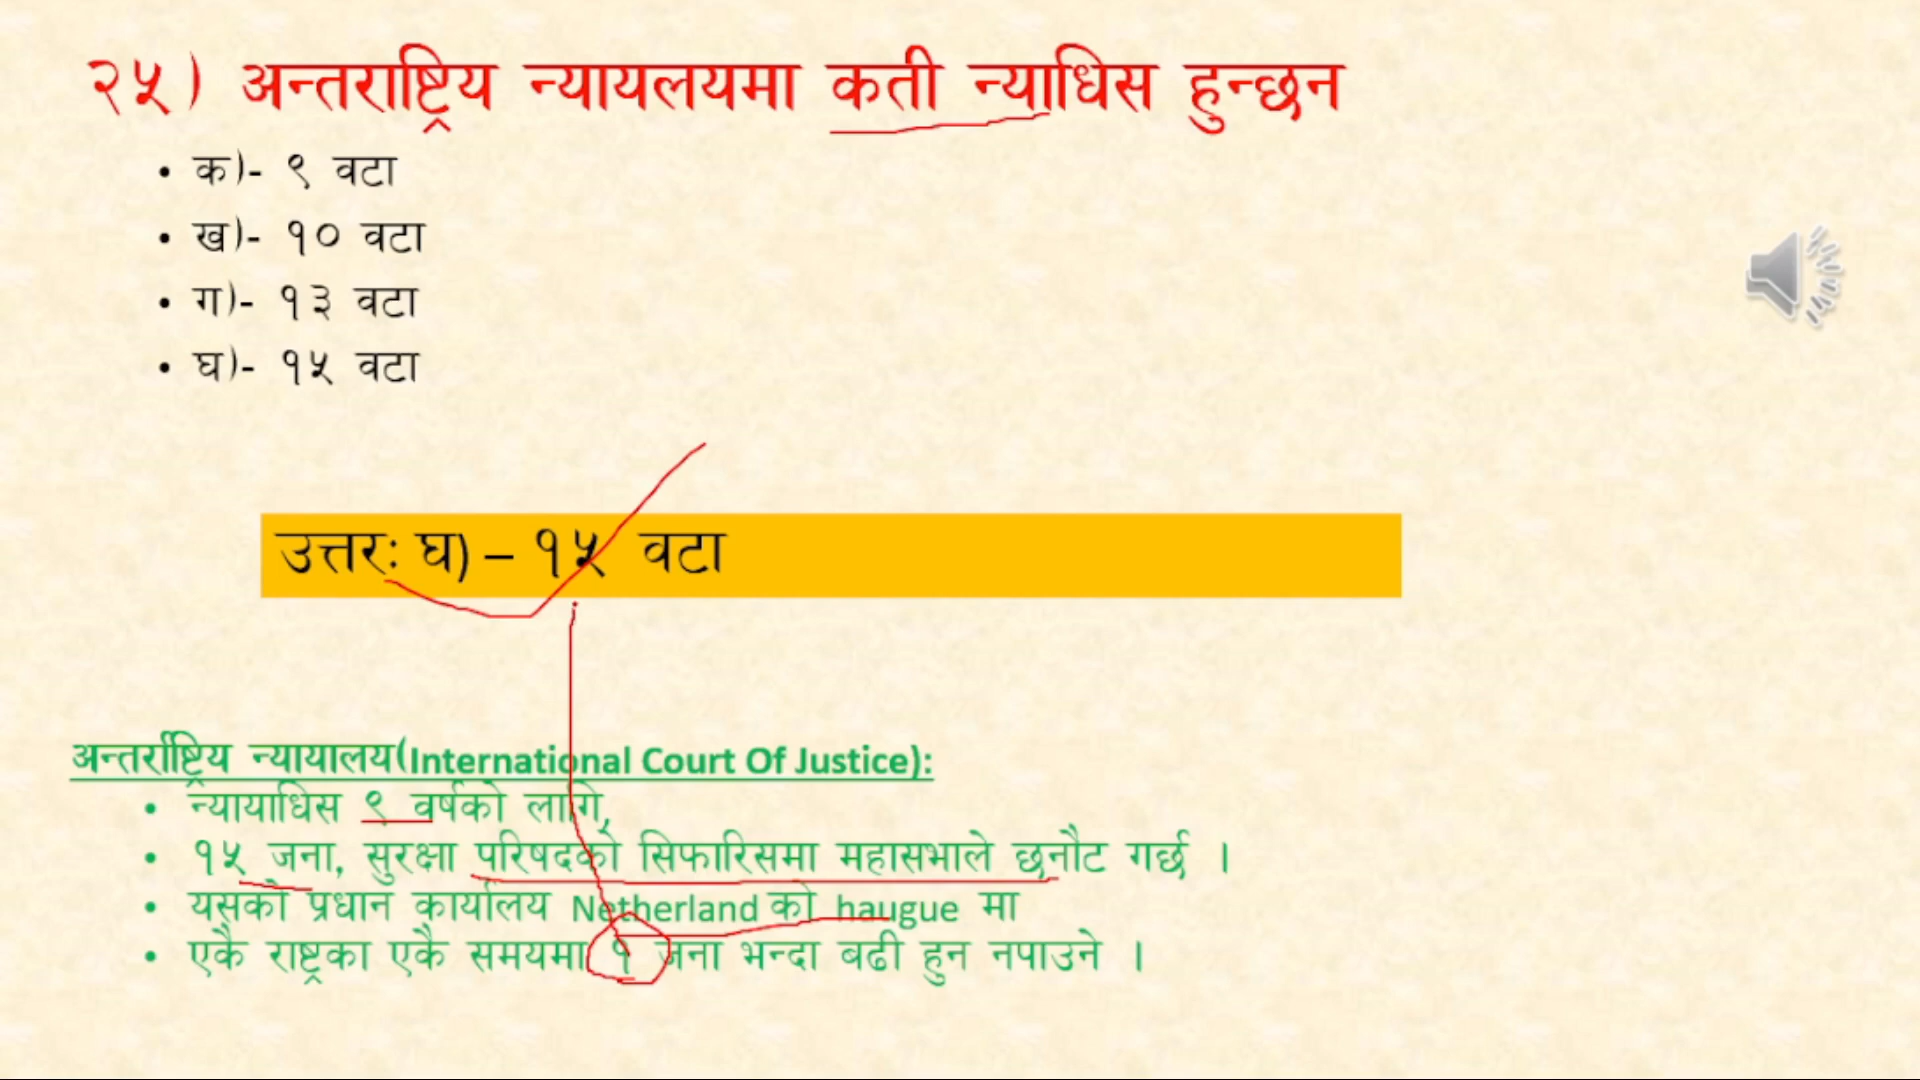 २५) अन्तराष्ट्रिय न्यायलयमा कती न्याधिस हुन्छन
• क)- ९ वटा
• ख)- १० वटा
• ग)- १३ वटा
• घ)- १५ वटा
उत्तरः घ) – १५ वटा
अन्तर्राष्ट्रिय न्यायालय(International Court Of Justice):
• न्यायाधिस ९ वर्षको लागि,
• १५ जना, सुरक्षा परिषदको सिफारिसमा महासभाले छनौट गर्छ ।
• यसको प्रधान कार्यालय Netherland को haugue मा
• एकै राष्ट्रका एकै समयमा १ जना भन्दा बढी हुन नपाउने ।